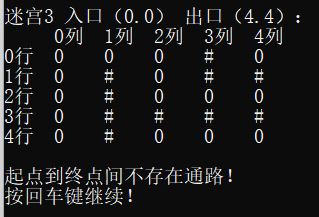 迷宫3 入口（0.0） 出口（4.4）：
0列 1列 2列 3列 4列
0行 0 0 0 # 0
1行 0 # 0 # #
2行 0 # 0 0 0
3行 0 # # # #
4行 0 # 0 0 0
起点到终点间不存在通路！
按回车键继续！